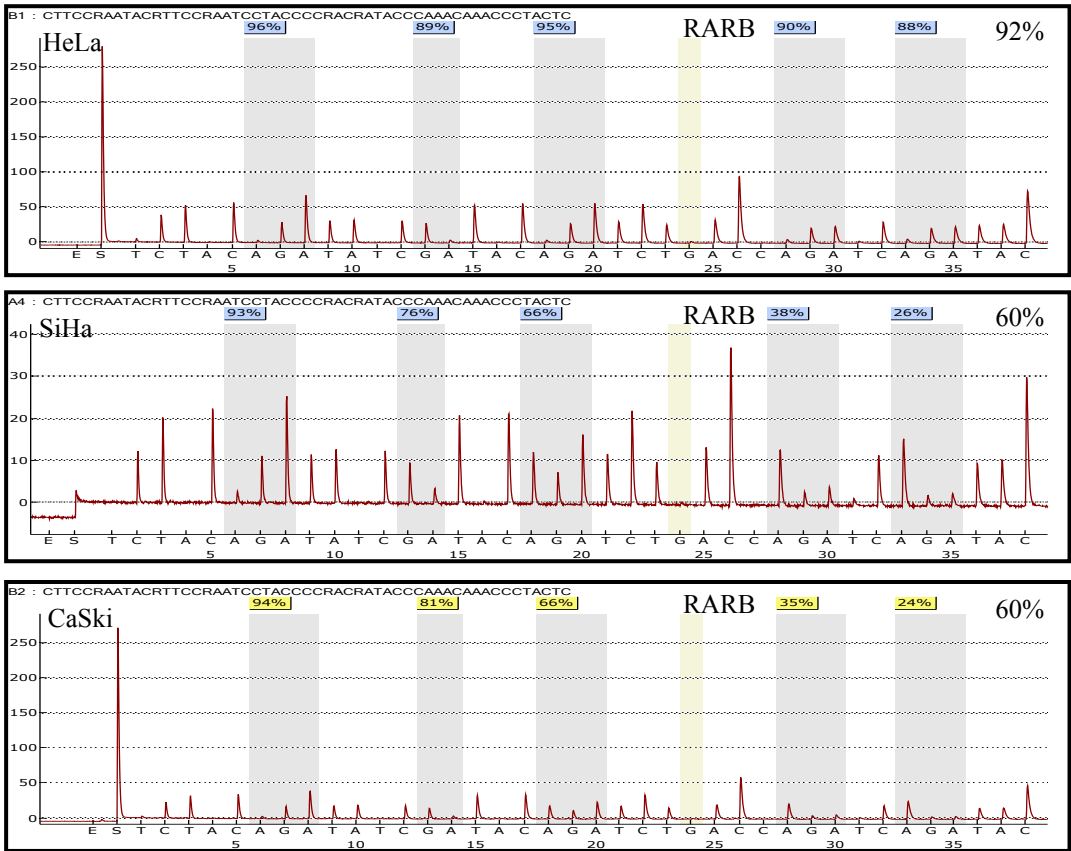 B1 : CTTCCRAATACRTTCCRAATCCTACCCCRACRATACCCAAACAAACCCTACTC
HeLa 96% 89% 95% RARB 90% 88% 92%
250
200
150
100
50
0
E S T C T A C A G A T A T C G A T A C A G A T C T G A C C A G A T C A G A T A C
5 10 15 20 25 30 35
A4 : CTTCCRAATACRTTCCRAATCCTACCCCRACRATACCCAAACAAACCCTACTC
SiHa 93% 76% 66% RARB 38% 26% 60%
40
30
20
10
0
E S T C T A C A G A T A T C G A T A C A G A T C T G A C C A G A T C A G A T A C
5 10 15 20 25 30 35
B2 : CTTCCRAATACRTTCCRAATCCTACCCCRACRATACCCAAACAAACCCTACTC
CaSki 94% 81% 66% RARB 35% 24% 60%
250
200
150
100
50
0
E S T C T A C A G A T A T C G A T A C A G A T C T G A C C A G A T C A G A T A C
5 10 15 20 25 30 35